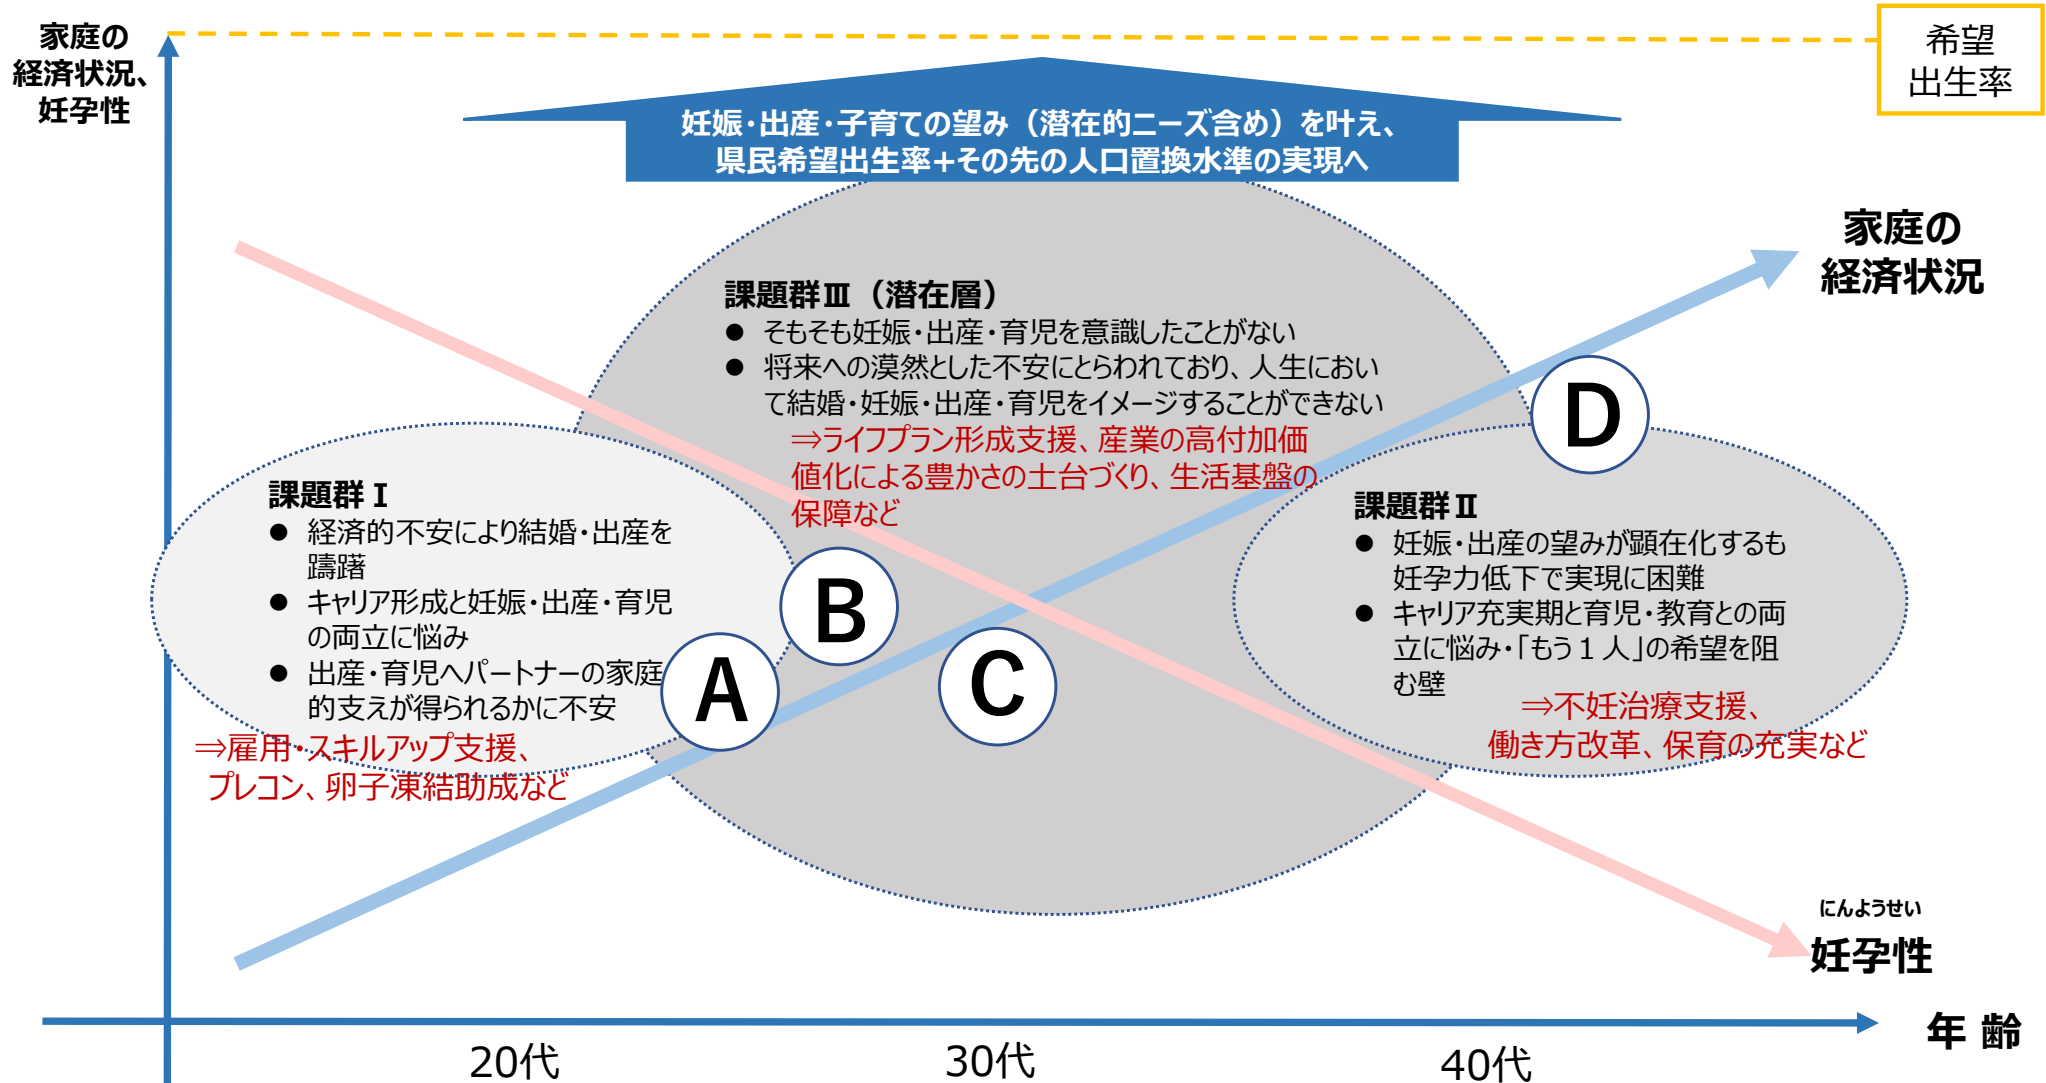 家庭の
経済状況、
妊孕性
希望
出生率
妊娠・出産・子育ての望み（潜在的ニーズ含め）を叶え、
県民希望出生率+その先の人口置換水準の実現へ
家庭の
経済状況
課題群Ⅲ（潜在層）
● そもそも妊娠・出産・育児を意識したことがない
● 将来への漠然とした不安にとらわれており、人生におい
て結婚・妊娠・出産・育児をイメージすることができない
⇒ライフプラン形成支援、産業の高付加価
値化による豊かさの土台づくり、生活基盤の
保障など
課題群Ⅰ
● 経済的不安により結婚・出産を
躊躇
● キャリア形成と妊娠・出産・育児
の両立に悩み
● 出産・育児へパートナーの家庭
的支えが得られるかに不安
⇒雇用・スキルアップ支援、
プレコン、卵子凍結助成など
A
B
C
D
課題群Ⅱ
● 妊娠・出産の望みが顕在化するも
妊孕力低下で実現に困難
● キャリア充実期と育児・教育との両
立に悩み・「もう１人」の希望を阻
む壁
⇒不妊治療支援、
働き方改革、保育の充実など
にんようせい
妊孕性
年 齢
20代
30代
40代